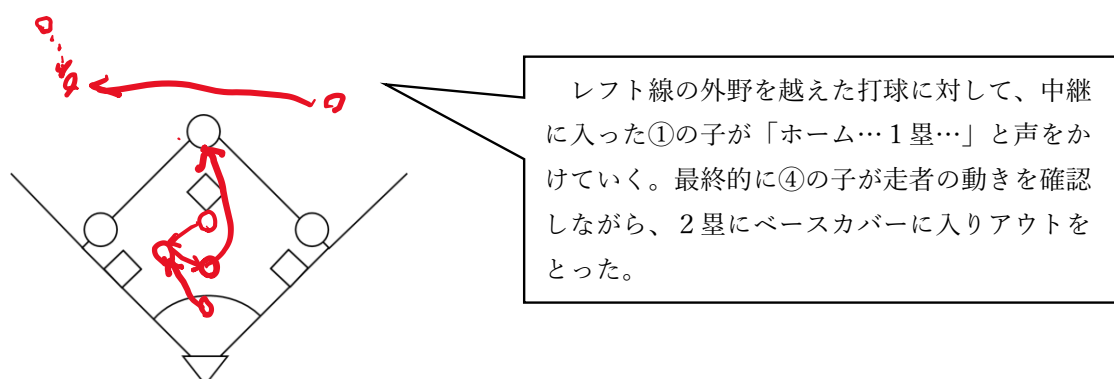 レフト線の外野を越えた打球に対して、中継
に入った①の子が「ホーム…１塁…」と声をか
けていく。最終的に④の子が走者の動きを確認
しながら、２塁にベースカバーに入りアウトを
とった。